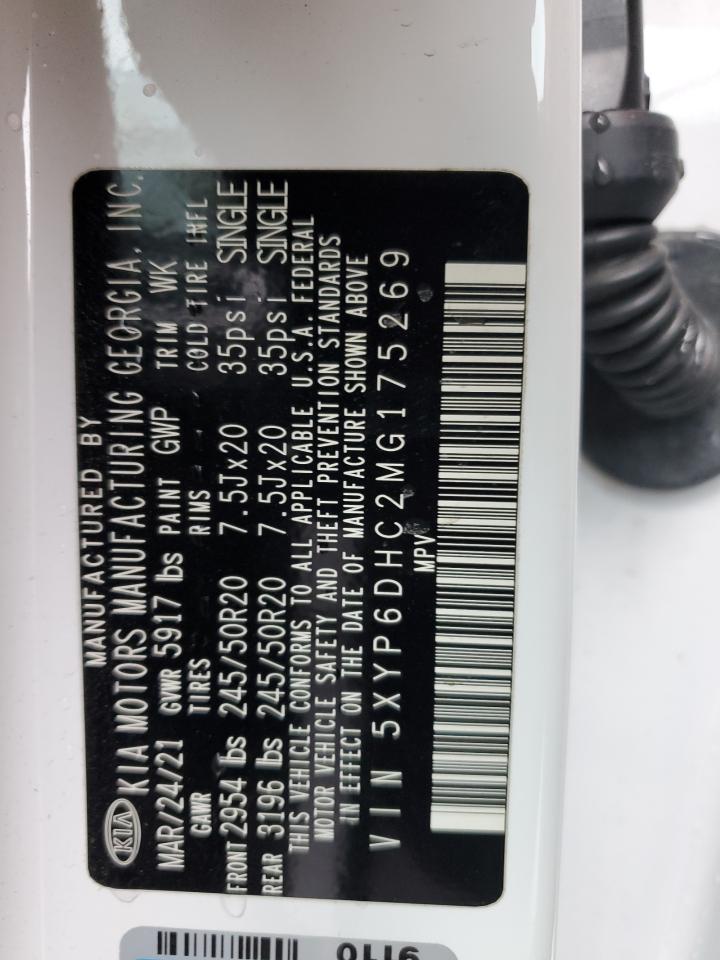 MANUFACTURED BY
KIA KIA MOTORS MANUFACTURING GEORGIA, INC.
MAR/24/21 GVWR 5917 lbs PAINT GWP TRIM WK
GAWR TIRES RIMS COLD TIRE INFL
FRONT 2954 lbs 245/50R20 7.5Jx20 35psi SINGLE
REAR 3196 lbs 245/50R20 7.5Jx20 35psi SINGLE
THIS VEHICLE CONFORMS TO ALL APPLICABLE U.S.A. FEDERAL
MOTOR VEHICLE SAFETY AND THEFT PREVENTION STANDARDS
IN EFFECT ON THE DATE OF MANUFACTURE SHOWN ABOVE
VIN 5XYP6DHC2MG175269
MPV